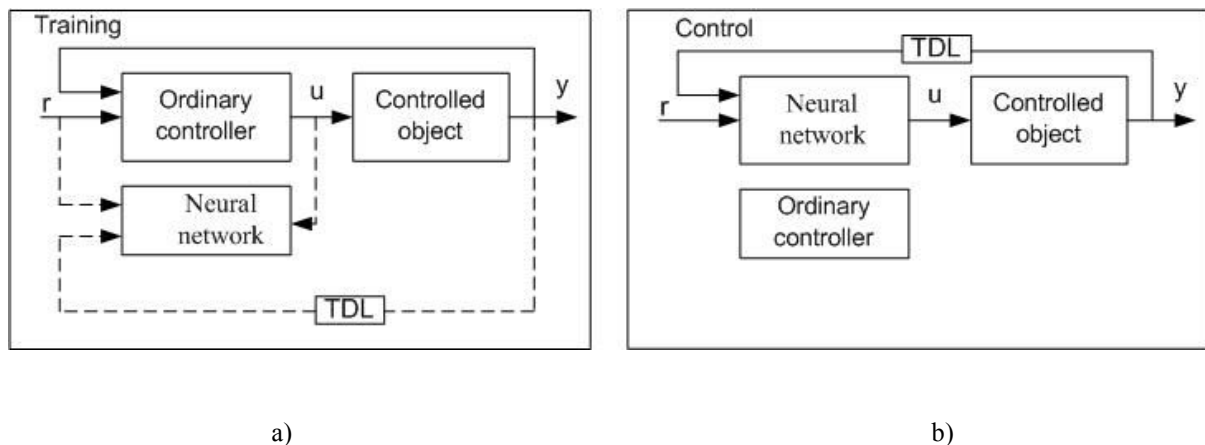 Training
r
Ordinary
controller
u
Controlled
object
y
Neural
network
TDL
a)
Control
TDL
r
Neural
network
u
Controlled
object
y
Ordinary
controller
b)